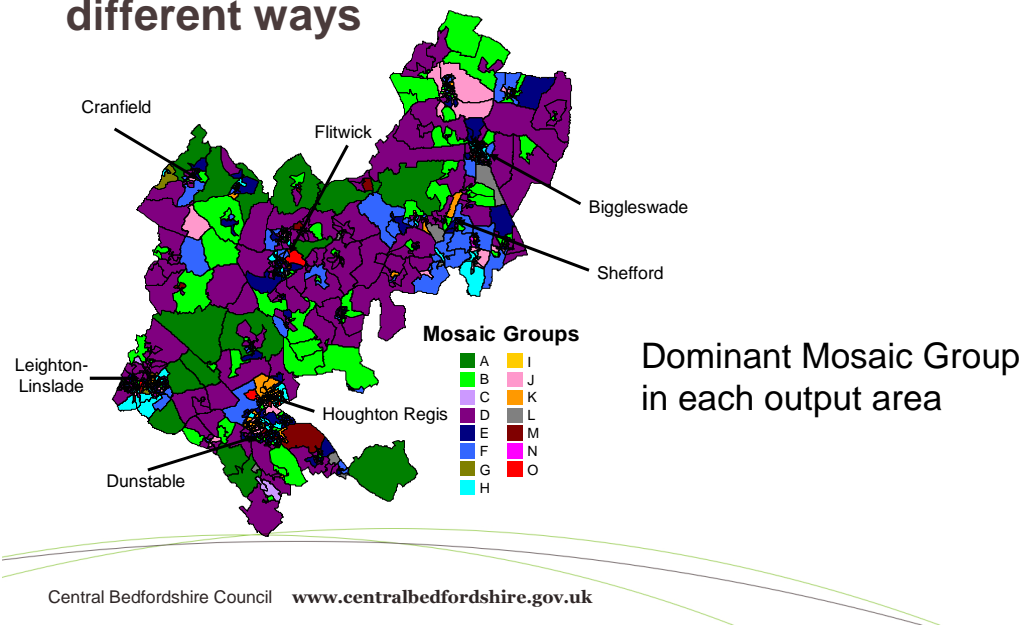 different ways
Cranfield
Flitwick
Biggleswade
Shefford
Mosaic Groups
A I
B J
C K
D L
E M
F N
G O
H
Dominant Mosaic Group
in each output area
Leighton-
Linslade
Houghton Regis
Dunstable
Central Bedfordshire Council www.centralbedfordshire.gov.uk